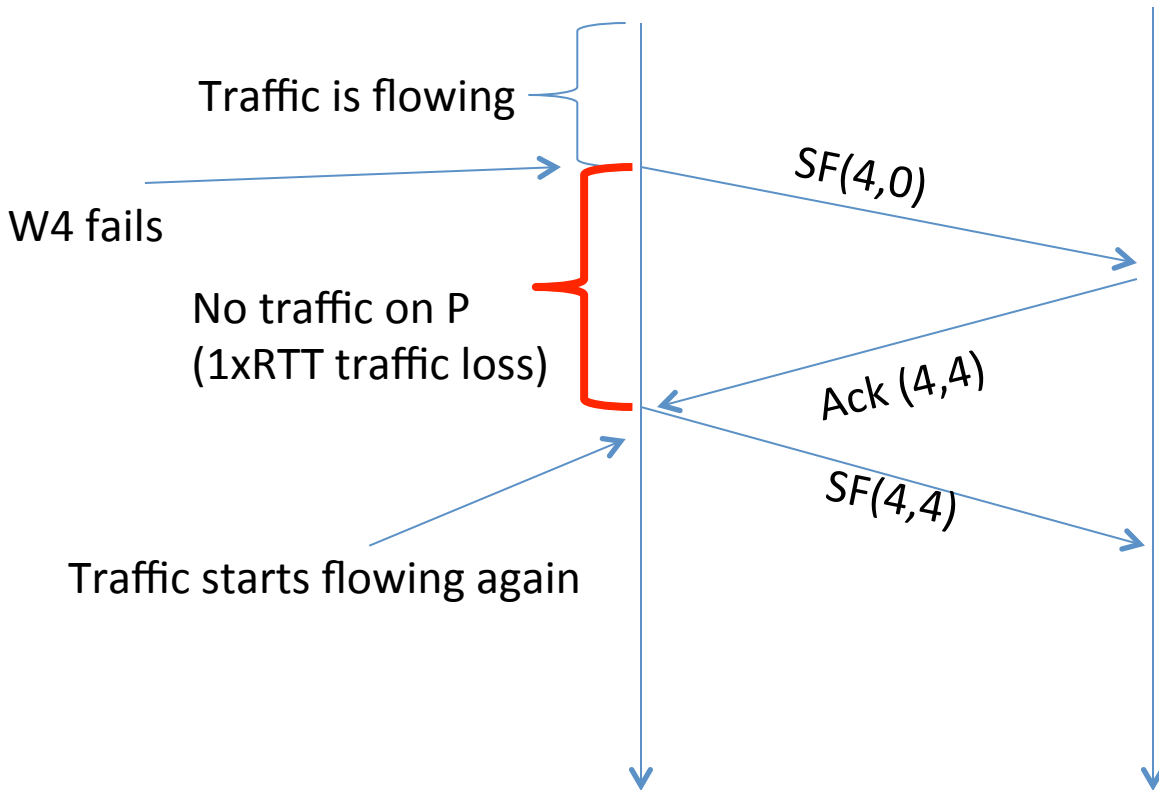 Traffic is flowing
SF(4,0)
W4 fails
No traffic on P
(1xRTT traffic loss)
Ack (4,4)
SF(4,4)
Traffic starts flowing again